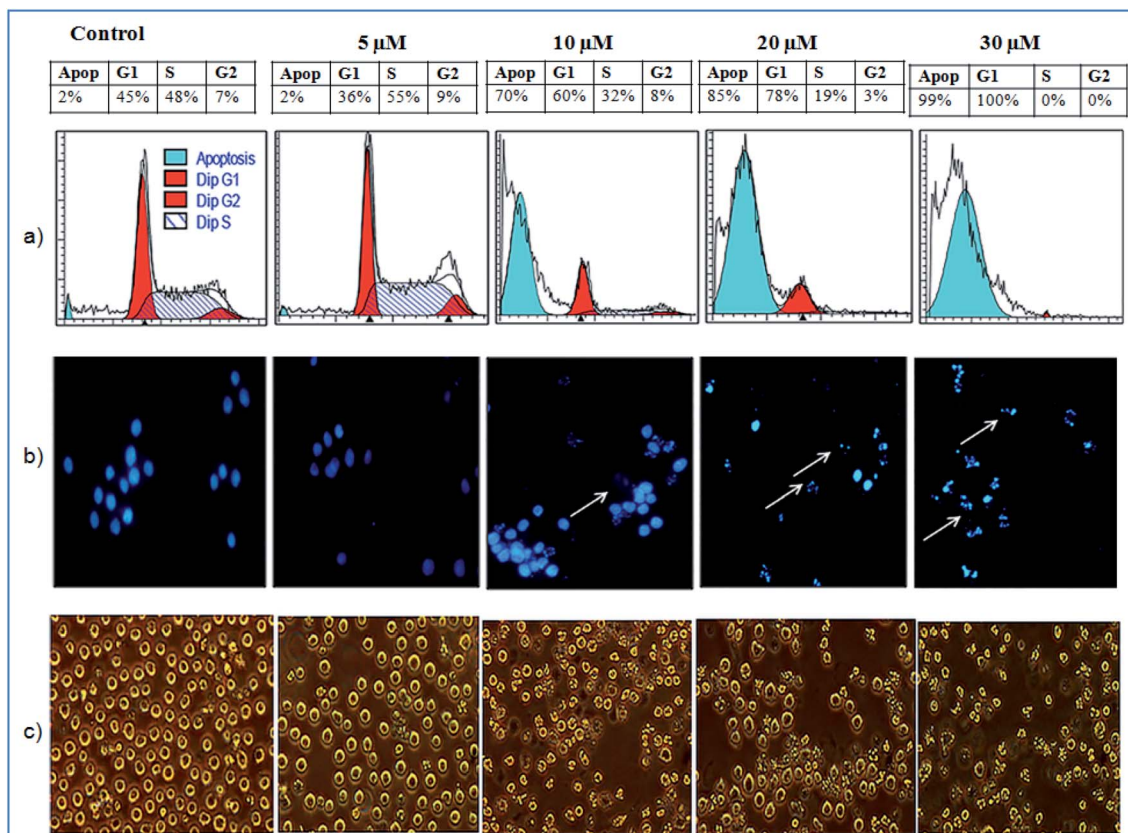 Control
5 µM
10 µM
20 µM
30 µM
Apop G1 S G2
2% 45% 48% 7%
Apop G1 S G2
2% 36% 55% 9%
Apop G1 S G2
70% 60% 32% 8%
Apop G1 S G2
85% 78% 19% 3%
Apop G1 S G2
99% 100% 0% 0%
a)
Apoptosis
Dip G1
Dip G2
Dip S
b)
c)